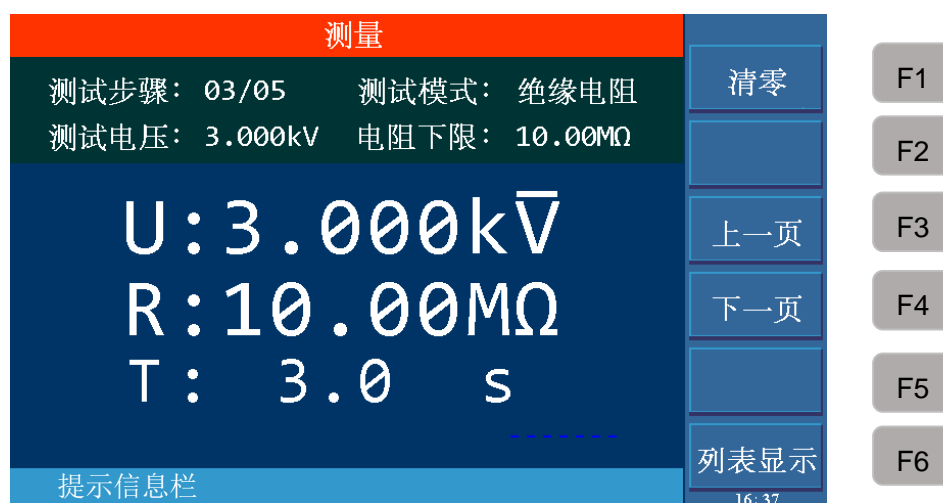 测量
测试步骤： 03/05 测试模式： 绝缘电阻
测试电压： 3.000kV 电阻下限： 10.00MΩ
U:3.000kV̅
R:10.00MΩ
T: 3.0 s
-------
提示信息栏
清零
上一页
下一页
列表显示
16:37
F1
F2
F3
F4
F5
F6